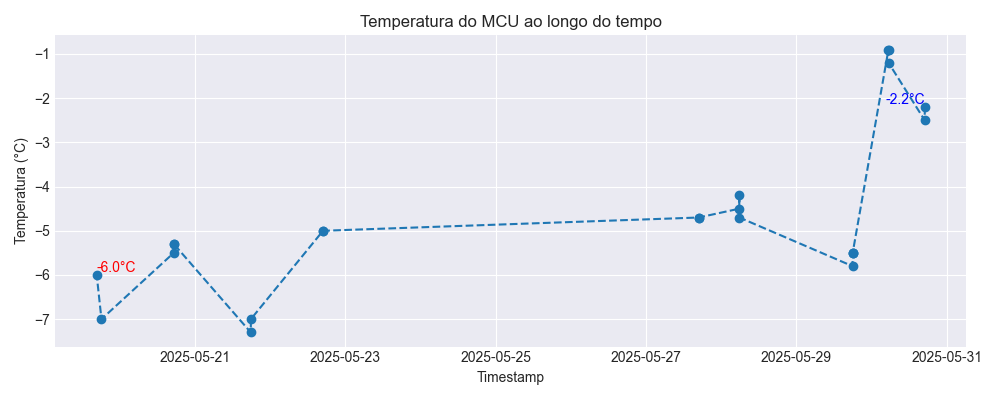 Temperatura do MCU ao longo do tempo
Temperatura (°C)
−1
−2
−3
−4
−5
−6
−7
-6.0°C
-2.2°C
2025-05-21
2025-05-23
2025-05-25
2025-05-27
2025-05-29
2025-05-31
Timestamp